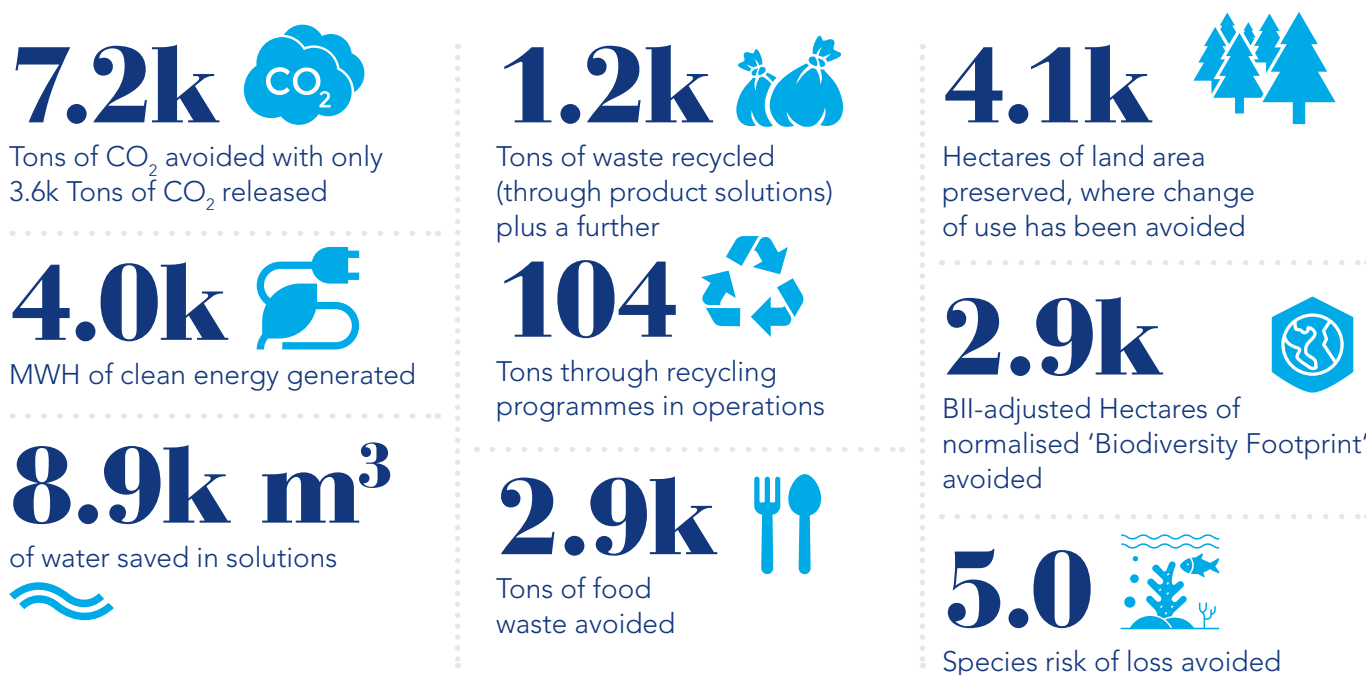 7.2k
CO2
Tons of CO2 avoided with only
3.6k Tons of CO2 released
4.0k
MWH of clean energy generated
8.9k m³
of water saved in solutions
1.2k
Tons of waste recycled
(through product solutions)
plus a further
104
Tons through recycling
programmes in operations
2.9k
Tons of food
waste avoided
4.1k
Hectares of land area
preserved, where change
of use has been avoided
2.9k
BII-adjusted Hectares of
normalised ‘Biodiversity Footprint’
avoided
5.0
Species risk of loss avoided